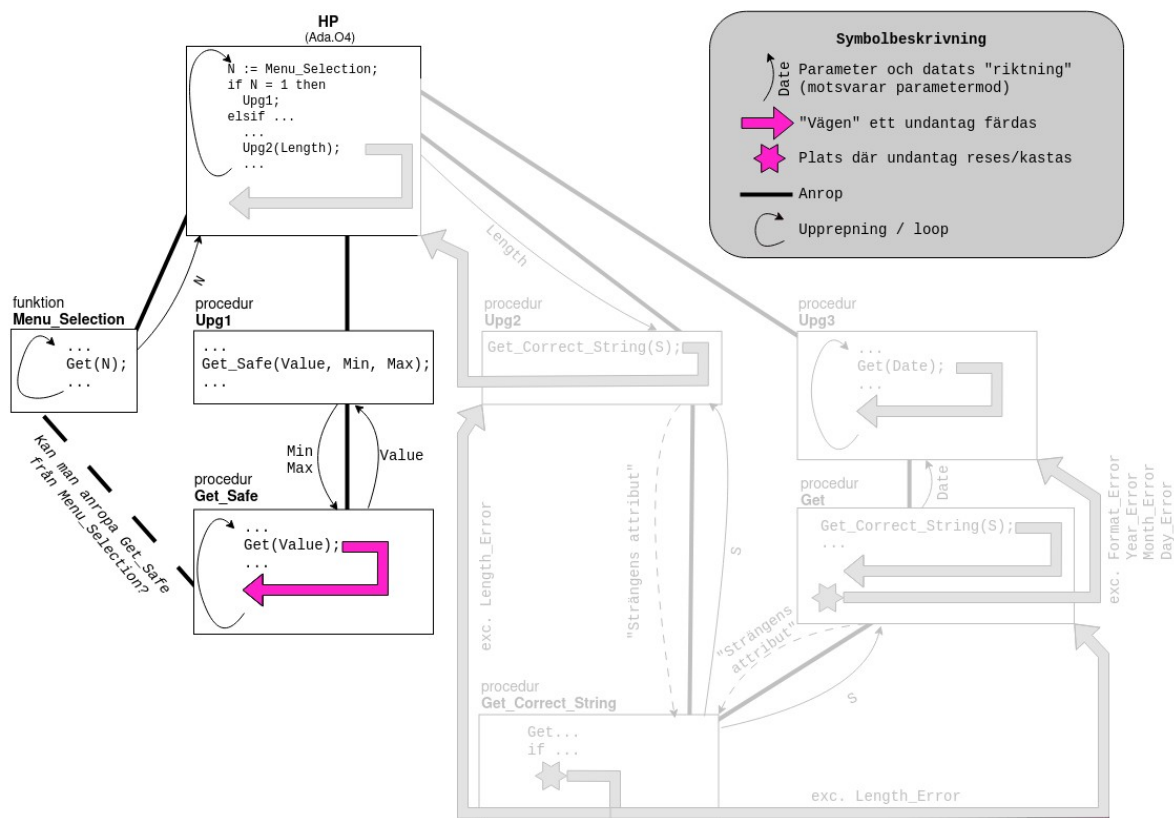 HP
(Ada.O4)
N := Menu_Selection;
if N = 1 then
Upg1;
elsif ...
...
Upg2(Length);
...
Symbolbeskrivning
Date
Parameter och datats "riktning"
(motsvarar parametermod)
"Vägen" ett undantag färdas
Plats där undantag reses/kastas
Anrop
Upprepning / loop
N
Length
funktion
Menu_Selection
...
Get(N);
...
procedur
Upg1
...
Get_Safe(Value, Min, Max);
...
procedur
Upg2
Get_Correct_String(S);
procedur
Upg3
...
Get(Date);
...
Kan man anropa Get_Safe
från Menu_Selection?
Min
Max
Value
procedur
Get_Safe
...
Get(Value);
...
exc. Length_Error
"Strängens attribut"
S
Date
procedur
Get
Get_Correct_String(S);
...
exc. Format_Error
Year_Error
Month_Error
Day_Error
"Strängens
attribut"
S
procedur
Get_Correct_String
Get...
if ...
exc. Length_Error